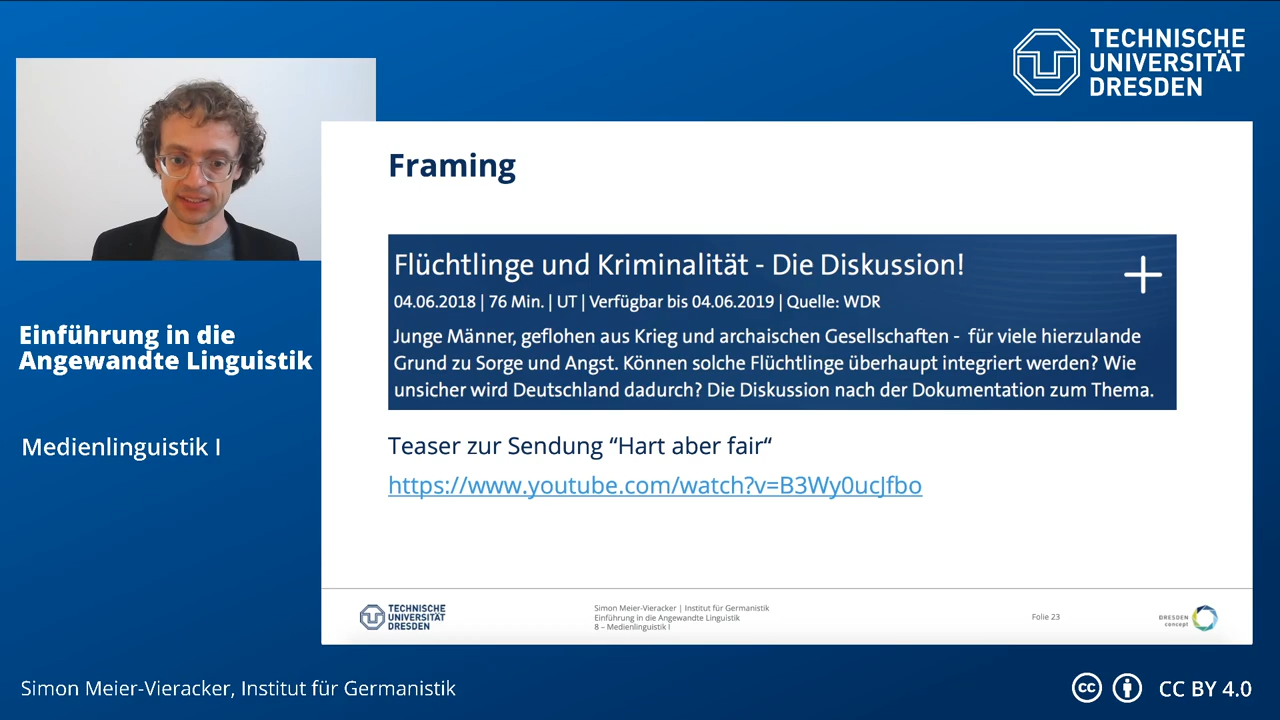 TECHNISCHE
UNIVERSITÄT
DRESDEN
Framing
Flüchtlinge und Kriminalität - Die Diskussion!
04.06.2018 | 76 Min. | UT | Verfügbar bis 04.06.2019 | Quelle: WDR
Junge Männer, geflohen aus Krieg und archaischen Gesellschaften - für viele hierzulande
Grund zu Sorge und Angst. Können solche Flüchtlinge überhaupt integriert werden? Wie
unsicher wird Deutschland dadurch? Die Diskussion nach der Dokumentation zum Thema.
Teaser zur Sendung “Hart aber fair“
https://www.youtube.com/watch?v=B3Wy0ucJfbo
Einführung in die
Angewandte Linguistik
Medienlinguistik I
TECHNISCHE
UNIVERSITÄT
DRESDEN
Simon Meier-Vieracker | Institut für Germanistik
Einführung in die Angewandte Linguistik
8 – Medienlinguistik I
Folie 23
DRESDEN
concept
Simon Meier-Vieracker, Institut für Germanistik
cc
CC BY 4.0